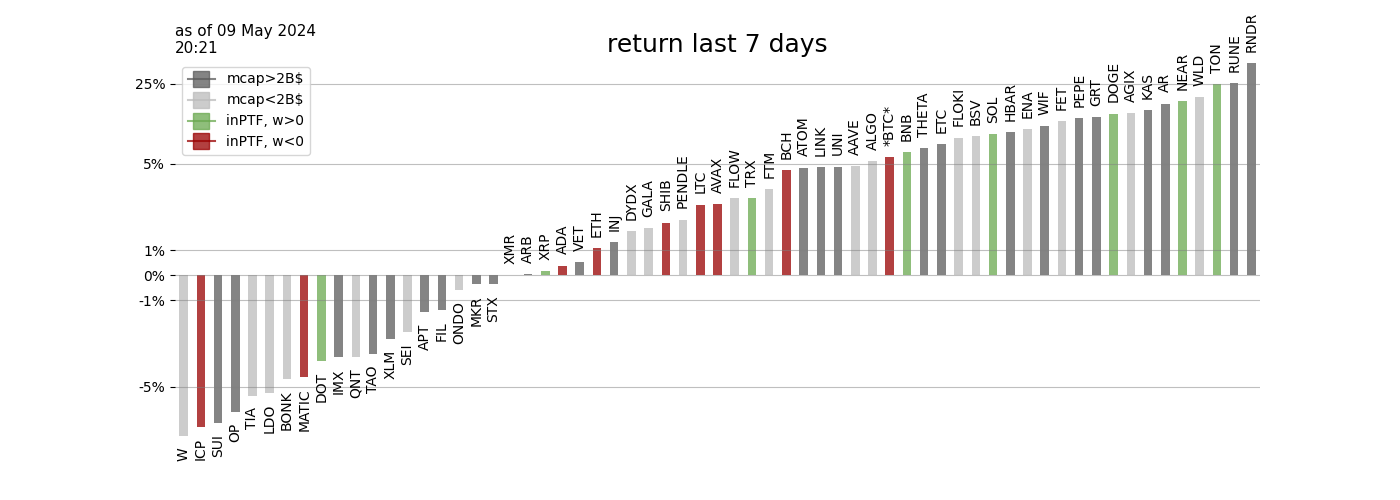 as of 09 May 2024
20:21
return last 7 days
mcap>2B$
mcap<2B$
inPTF, w>0
inPTF, w<0
25%
5%
1%
0%
-1%
-5%
W
ICP
SUI
OP
TIA
LDO
BONK
MATIC
DOT
IMX
QNT
TAO
XLM
SEI
APT
FIL
ONDO
MKR
STX
XMR
ARB
XRP
ADA
VET
ETH
INJ
DYDX
GALA
SHIB
PENDLE
LTC
AVAX
FLOW
TRX
FTM
BCH
ATOM
LINK
UNI
AAVE
ALGO
*BTC*
BNB
THETA
ETC
FLOKI
BSV
SOL
HBAR
ENA
WIF
FET
PEPE
GRT
DOGE
AGIX
KAS
AR
NEAR
WLD
TON
RUNE
RNDR